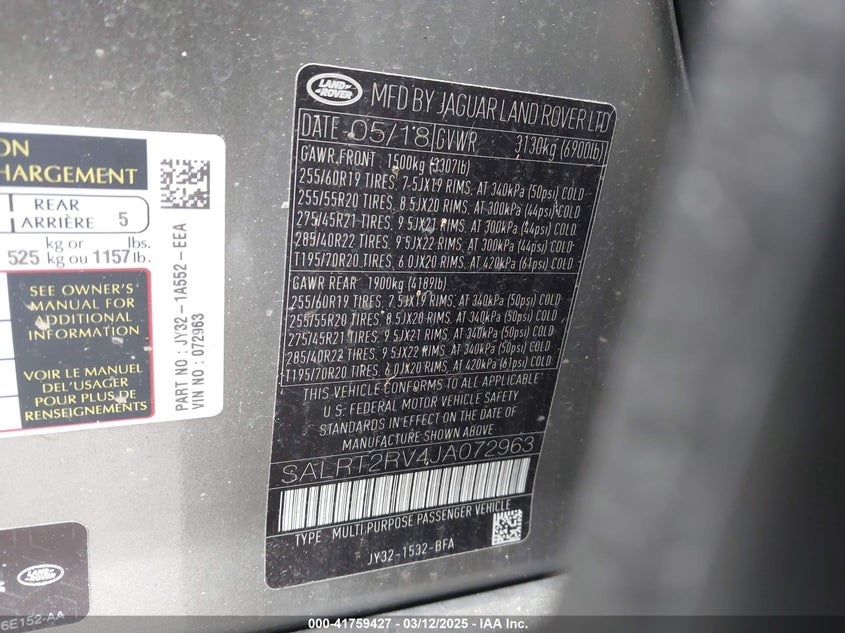 ON
HARGEMENT
REAR
ARRIÈRE 5
kg or lbs.
525 kg ou 1157 lb.
SEE OWNER'S
MANUAL FOR
ADDITIONAL
INFORMATION
VOIR LE MANUEL
DEL'USAGER
POUR PLUS DE
RENSEIGNEMENTS
PART NO : JY32-1A552-EEA
VIN NO : 072963
LAND ROVER
MFD BY JAGUAR LAND ROVER LTD
DATE 05/18 GVWR 3130kg (6900lb)
GAWR.FRONT 1500kg (3307lb)
255/60R19 TIRES, 7.5JX19 RIMS, AT 340kPa (50psi) COLD
255/55R20 TIRES, 8.5JX20 RIMS, AT 300kPa (44psi) COLD
275/45R21 TIRES, 9.5JX21 RIMS, AT 300kPa (44psi) COLD
285/40R22 TIRES, 9.5JX22 RIMS, AT 300kPa (44psi) COLD
T195/70R20 TIRES, 6.0JX20 RIMS, AT 420kPa (61psi) COLD
GAWR REAR 1900kg (4189lb)
255/60R19 TIRES, 7.5JX19 RIMS, AT 340kPa (50psi) COLD
255/55R20 TIRES, 8.5JX20 RIMS, AT 340kPa (50psi) COLD
275/45R21 TIRES, 9.5JX21 RIMS, AT 340kPa (50psi) COLD
285/40R22 TIRES, 9.5JX22 RIMS, AT 340kPa (50psi) COLD
T195/70R20 TIRES, 6.0JX20 RIMS, AT 420kPa (61psi) COLD
THIS VEHICLE CONFORMS TO ALL APPLICABLE
U.S. FEDERAL MOTOR VEHICLE SAFETY
STANDARDS IN EFFECT ON THE DATE OF
MANUFACTURE SHOWN ABOVE
SALRT2RV4JA072963
TYPE MULTI.PURPOSE PASSENGER VEHICLE
JY32-1532-BFA
LAND ROVER
6E152-AA
000-41759427 - 03/12/2025 - IAA Inc.